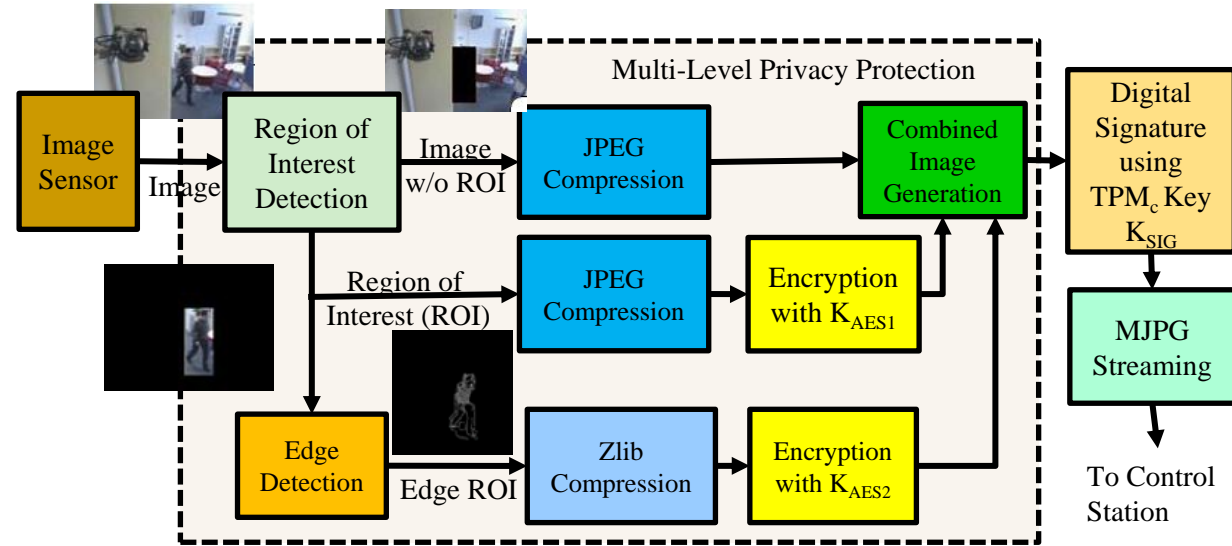 Multi-Level Privacy Protection
Image
Sensor
Image
Region of
Interest
Detection
Image
w/o ROI
JPEG
Compression
Combined
Image
Generation
Digital
Signature
using
TPMc Key
KSIG
Region of
Interest (ROI)
JPEG
Compression
Encryption
with KAES1
MJPG
Streaming
Edge
Detection
Edge ROI
Zlib
Compression
Encryption
with KAES2
To Control
Station